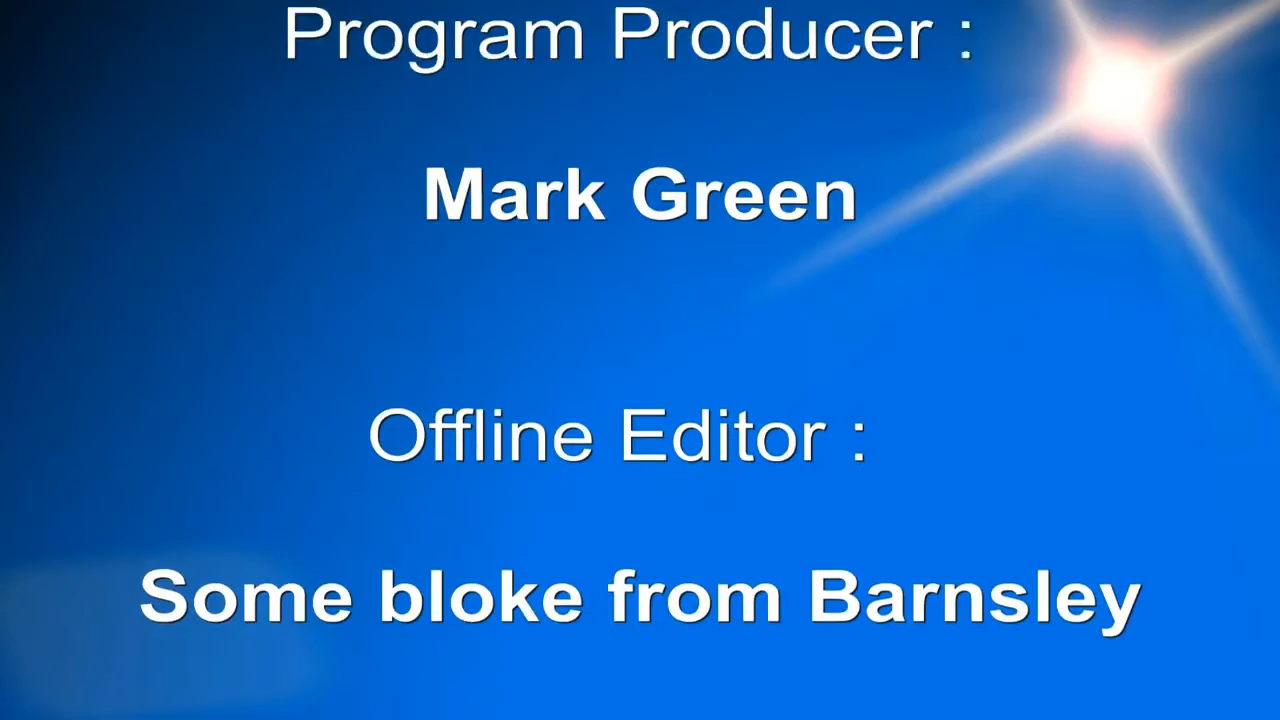 Program Producer :
Mark Green
Offline Editor :
Some bloke from Barnsley